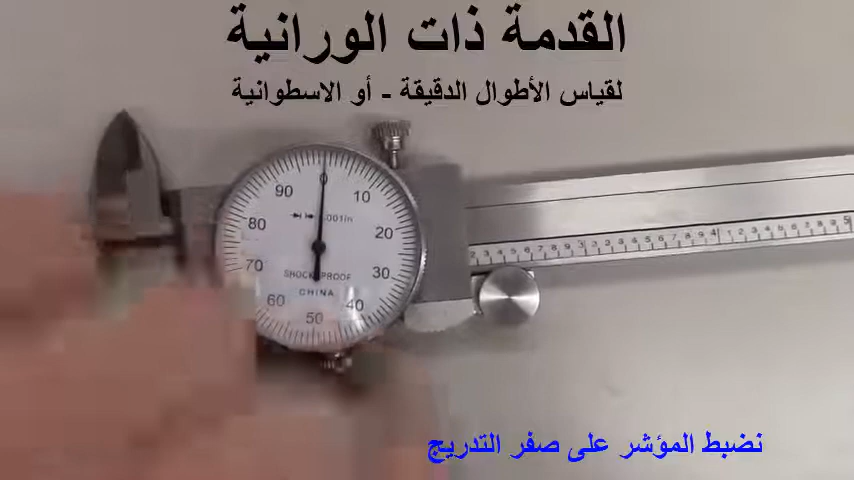 القدمة ذات الورانية
لقياس الأطوال الدقيقة - أو الاسطوانية
0
90 10
80 20
70 30
60 40
50
.001in
SHOCKPROOF
CHINA
نضبط المؤشر على صفر التدريج